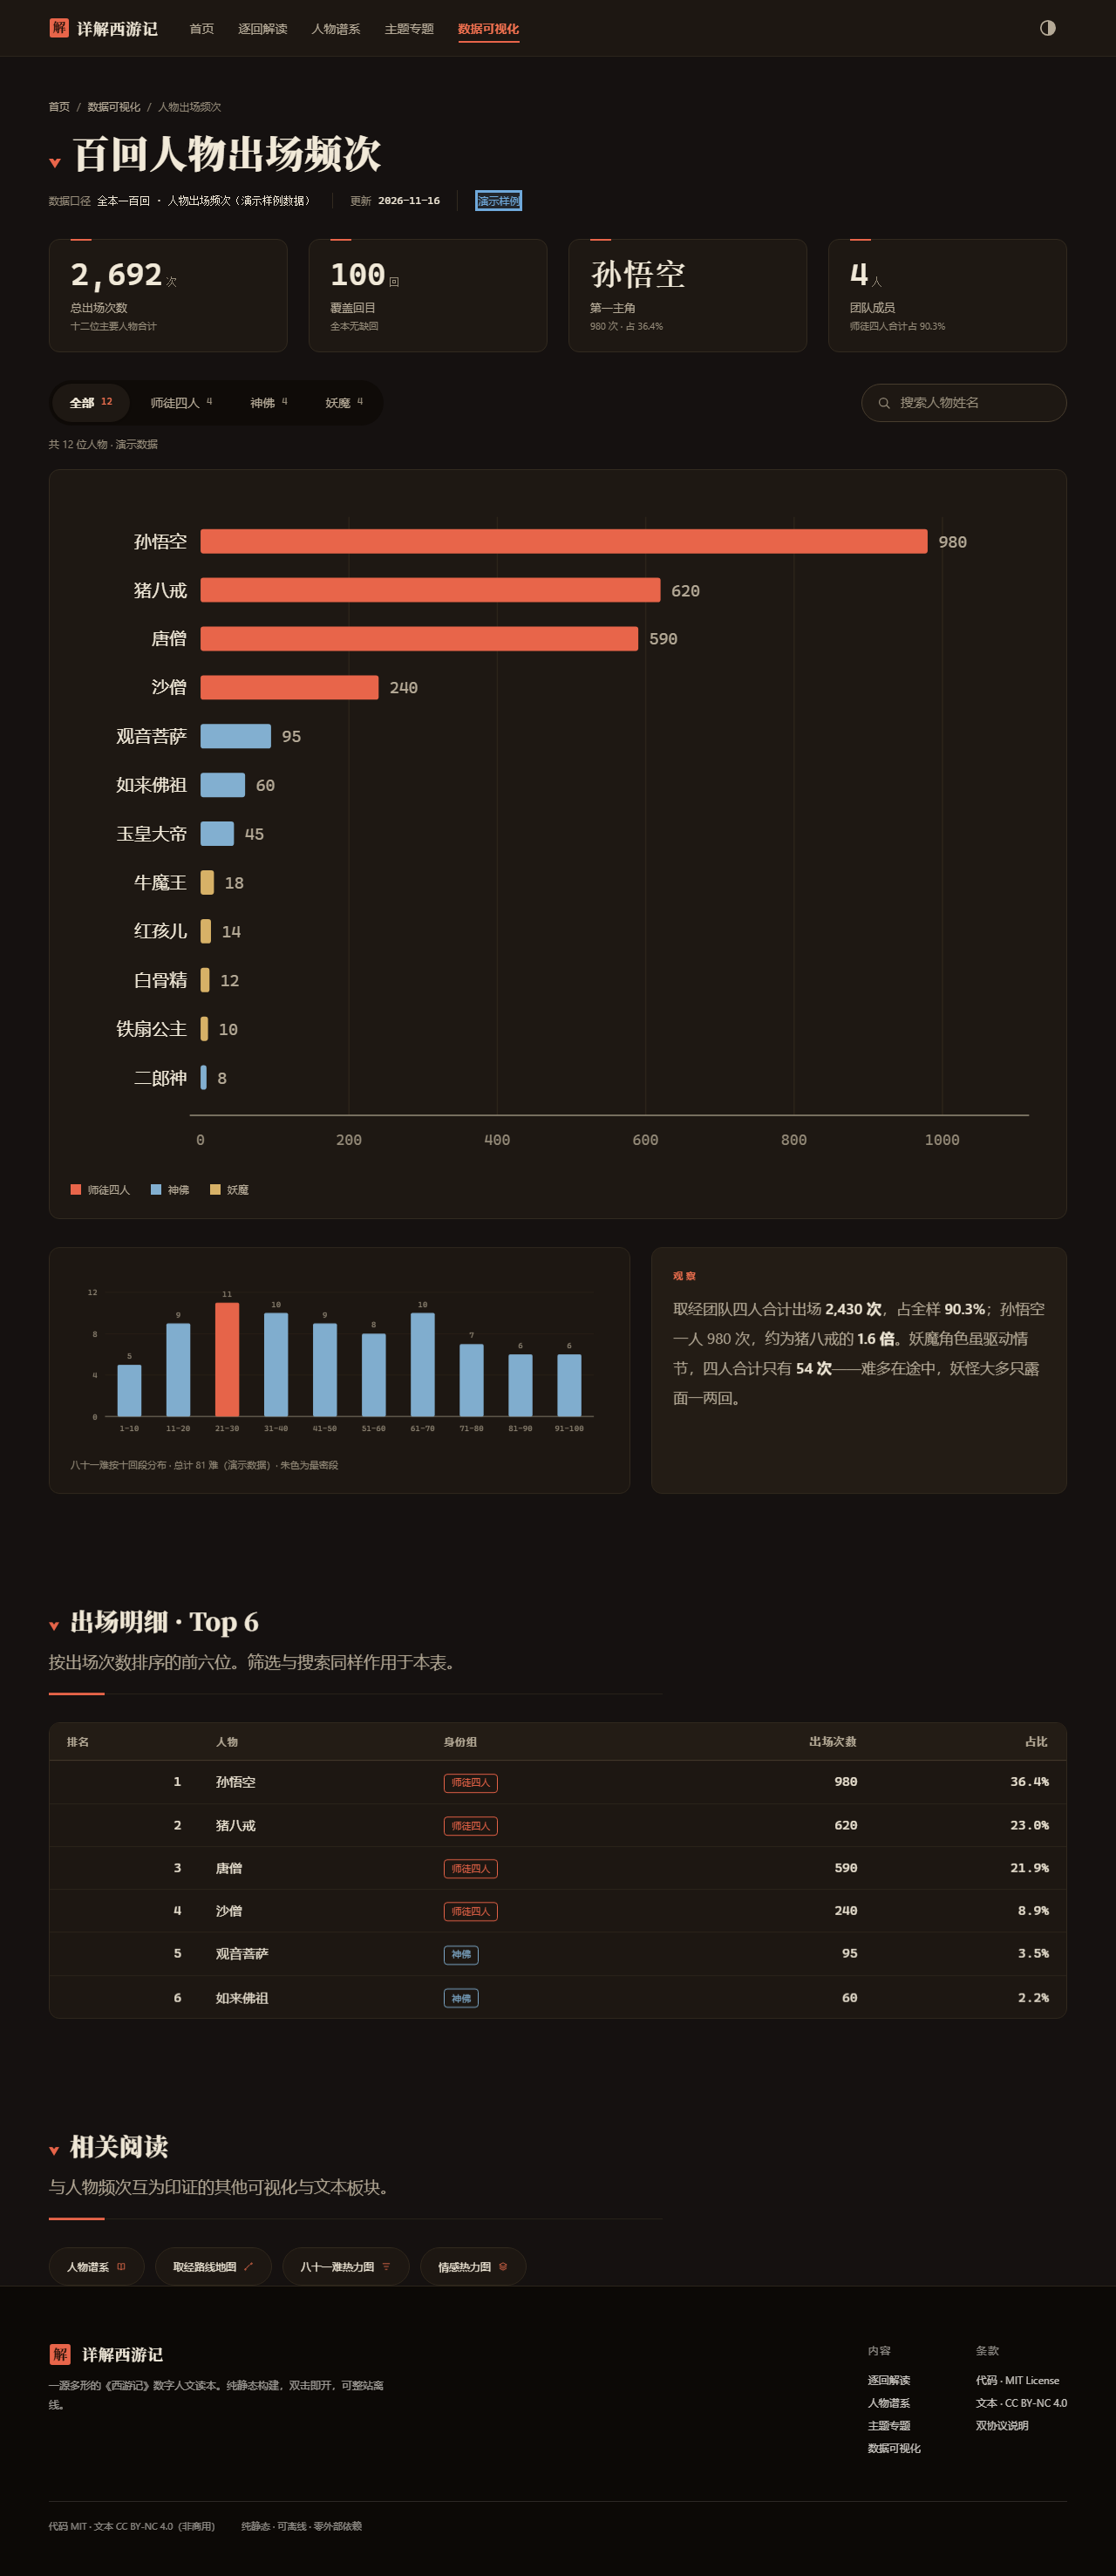 解 详解西游记 首页 逐回解读 人物谱系 主题专题 数据可视化
首页 / 数据可视化 / 人物出场频次
百回人物出场频次
数据口径 全本一百回 · 人物出场频次（演示样例数据） 更新 2026-11-16 演示样例
2,692 次
总出场次数
十二位主要人物合计
100 回
覆盖回目
全本无缺回
孙悟空
第一主角
980 次 · 占 36.4%
4 人
团队成员
师徒四人合计占 90.3%
全部 12 师徒四人 4 神佛 4 妖魔 4
搜索人物姓名
共 12 位人物 · 演示数据
孙悟空 980
猪八戒 620
唐僧 590
沙僧 240
观音菩萨 95
如来佛祖 60
玉皇大帝 45
牛魔王 18
红孩儿 14
白骨精 12
铁扇公主 10
二郎神 8
0 200 400 600 800 1000
师徒四人 神佛 妖魔
12
8
4
0
5 9 11 10 9 8 10 7 6 6
1-10 11-20 21-30 31-40 41-50 51-60 61-70 71-80 81-90 91-100
八十一难按十回段分布 · 总计 81 难（演示数据）· 朱色为最密段
观察
取经团队四人合计出场 2,430 次，占全样 90.3%；孙悟空
一人 980 次，约为猪八戒的 1.6 倍。妖魔角色虽驱动情
节，四人合计只有 54 次——难多在途中，妖怪大多只露
面一两回。
出场明细 · Top 6
按出场次数排序的前六位。筛选与搜索同样作用于本表。
排名 人物 身份组 出场次数 占比
1 孙悟空 师徒四人 980 36.4%
2 猪八戒 师徒四人 620 23.0%
3 唐僧 师徒四人 590 21.9%
4 沙僧 师徒四人 240 8.9%
5 观音菩萨 神佛 95 3.5%
6 如来佛祖 神佛 60 2.2%
相关阅读
与人物频次互为印证的其他可视化与文本板块。
人物谱系 取经路线地图 八十一难热力图 情感热力图
解 详解西游记
一源多形的《西游记》数字人文读本。纯静态构建，双击即开，可整站离
线。
内容
逐回解读
人物谱系
主题专题
数据可视化
条款
代码 · MIT License
文本 · CC BY-NC 4.0
双协议说明
代码 MIT · 文本 CC BY-NC 4.0（非商用） 纯静态 · 可离线 · 零外部依赖